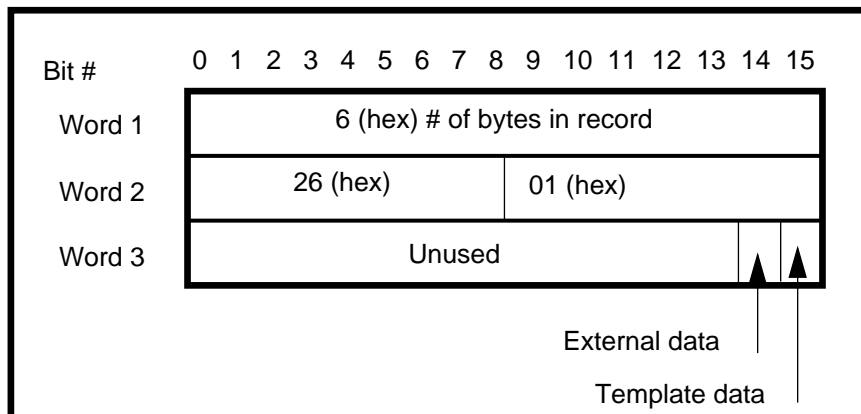 Bit # 0 1 2 3 4 5 6 7 8 9 10 11 12 13 14 15
Word 1 6 (hex) # of bytes in record
Word 2 26 (hex) 01 (hex)
Word 3 Unused
External data
Template data